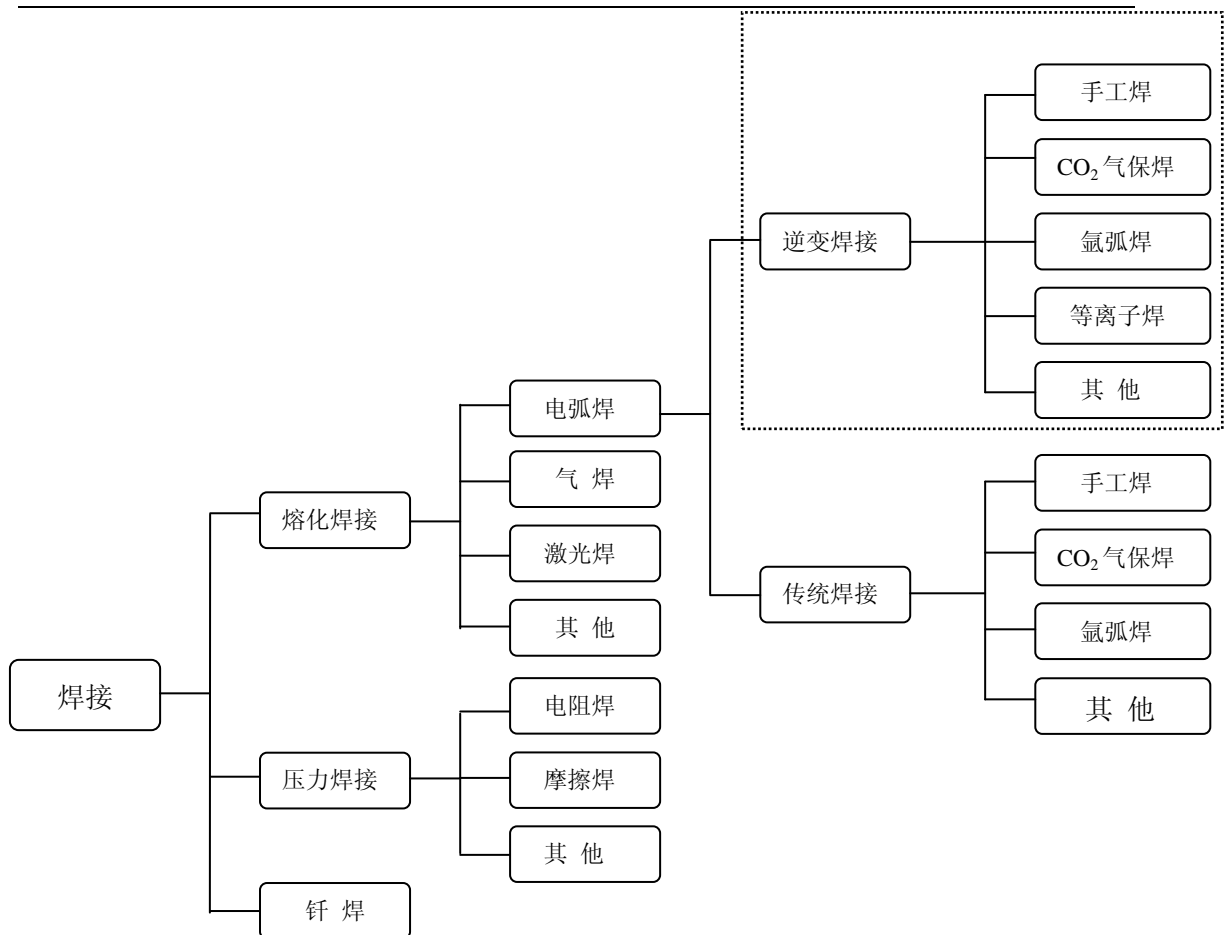 手工焊
CO₂气保焊
逆变焊接
氩弧焊
等离子焊
其 他
电弧焊
气 焊
熔化焊接
激光焊
其 他
手工焊
CO₂气保焊
传统焊接
氩弧焊
其 他
焊接
电阻焊
压力焊接
摩擦焊
其 他
钎 焊